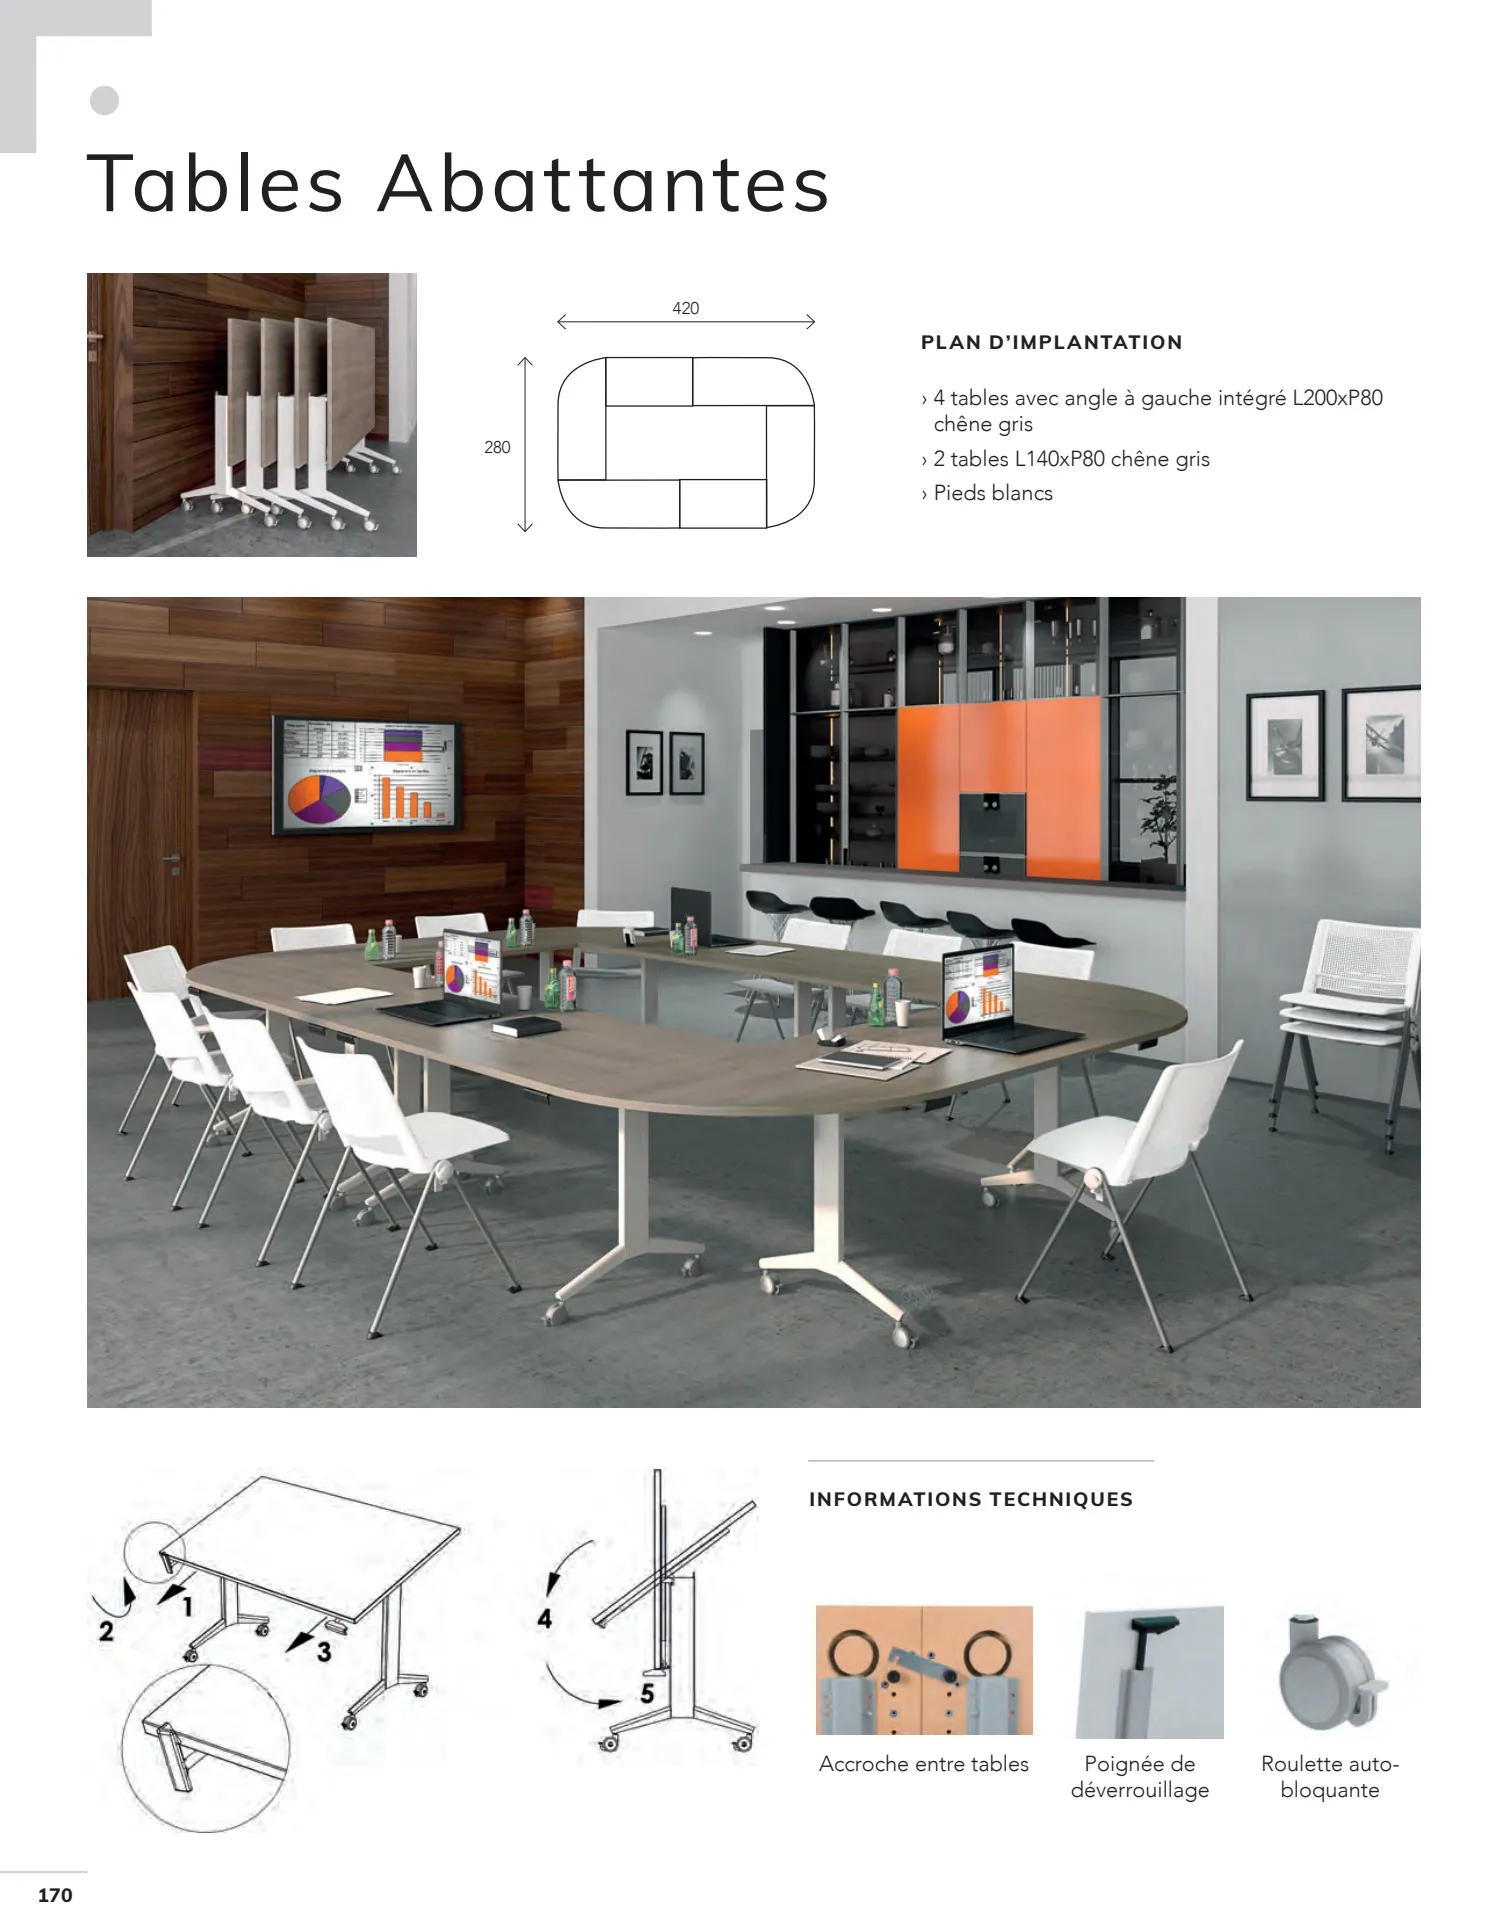 Tables Abattantes
420
280
PLAN D’IMPLANTATION
› 4 tables avec angle à gauche intégré L200xP80
chêne gris
› 2 tables L140xP80 chêne gris
› Pieds blancs
1
2
3
4
5
INFORMATIONS TECHNIQUES
Accroche entre tables
Poignée de
déverrouillage
Roulette auto-
bloquante
170